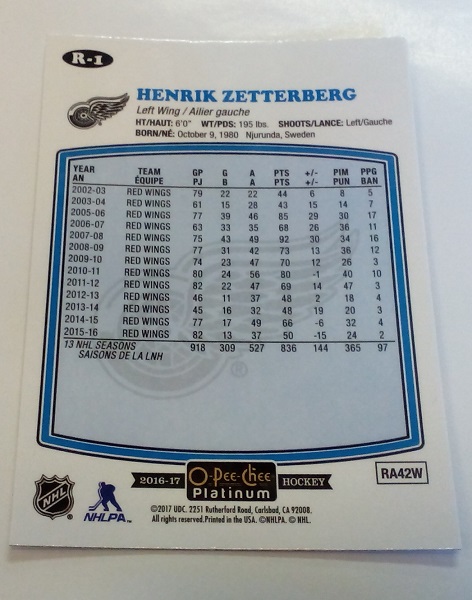 R-1
HENRIK ZETTERBERG
Left Wing / Ailier gauche
HT/HAUT: 6'0" WT/PDS: 195 lbs. SHOOTS/LANCE: Left/Gauche
BORN/NÉ: October 9, 1980 Njurunda, Sweden
YEAR TEAM GP G A PTS +/- PIM PPG
AN ÉQUIPE PJ B A PTS +/- PUN BAN
2002-03 RED WINGS 79 22 22 44 6 8 5
2003-04 RED WINGS 61 15 28 43 15 14 7
2005-06 RED WINGS 77 39 46 85 29 30 17
2006-07 RED WINGS 63 33 35 68 26 36 11
2007-08 RED WINGS 75 43 49 92 30 34 16
2008-09 RED WINGS 77 31 42 73 13 36 12
2009-10 RED WINGS 74 23 47 70 12 26 3
2010-11 RED WINGS 80 24 56 80 -1 40 10
2011-12 RED WINGS 82 22 47 69 14 47 3
2012-13 RED WINGS 46 11 37 48 2 18 4
2013-14 RED WINGS 45 16 32 48 19 20 3
2014-15 RED WINGS 77 17 49 66 -6 32 4
2015-16 RED WINGS 82 13 37 50 -15 24 2
13 NHL SEASONS 918 309 527 836 144 365 97
SAISONS DE LA LNH
®
2016-17 O-Pee-Chee HOCKEY
Platinum
RA42W
NHL
NHLPA
©2017 UDC. 2251 Rutherford Road, Carlsbad, CA 92008.
All rights reserved. Printed in the USA. ©NHLPA. © NHL.